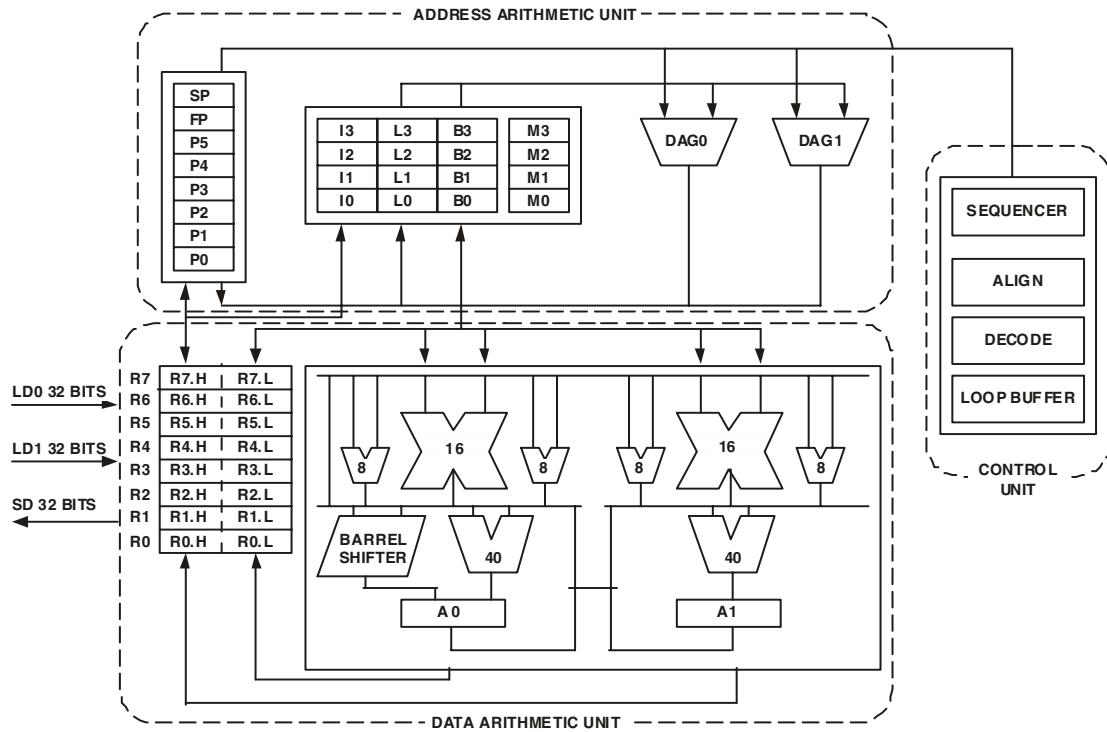 ADDRESS ARITHMETIC UNIT
SP
FP
P5
P4
P3
P2
P1
P0
I3 L3 B3 M3
I2 L2 B2 M2
I1 L1 B1 M1
I0 L0 B0 M0
DAG0 DAG1
SEQUENCER
ALIGN
DECODE
LOOP BUFFER
CONTROL
UNIT
LD0 32 BITS
LD1 32 BITS
SD 32 BITS
R7 R7.H R7.L
R6 R6.H R6.L
R5 R5.H R5.L
R4 R4.H R4.L
R3 R3.H R3.L
R2 R2.H R2.L
R1 R1.H R1.L
R0 R0.H R0.L
8 16 8 8 16 8
BARREL
SHIFTER
40 40
A0 A1
DATA ARITHMETIC UNIT